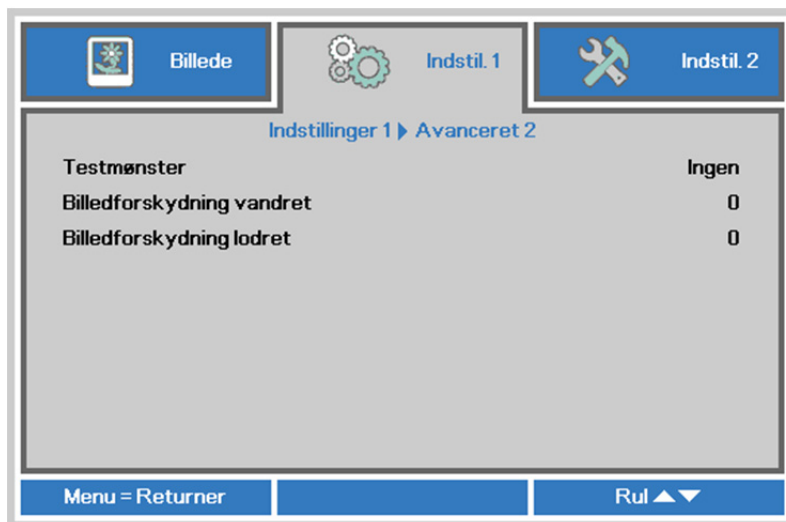 Billede
Indstil. 1
Indstil. 2
Indstillinger 1 ▶ Avanceret 2
Testmønster Ingen
Billedforskydning vandret 0
Billedforskydning lodret 0
Menu = Returner
Rul ▲▼